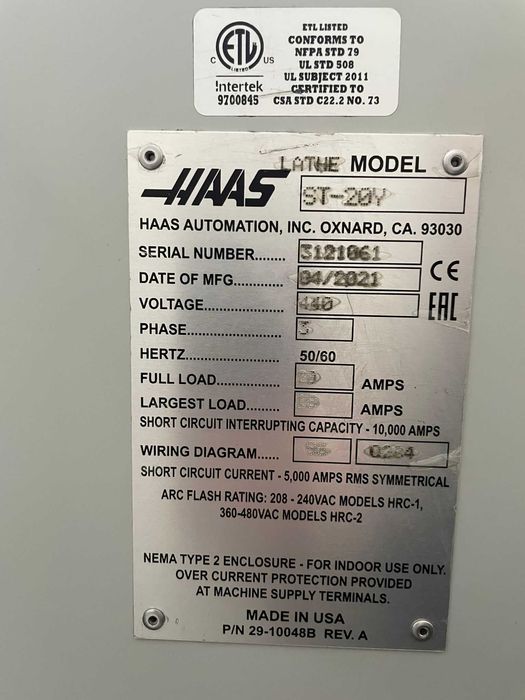 ETL LISTED
CONFORMS TO
NFPA STD 79
UL STD 508
UL SUBJECT 2011
CERTIFIED TO
CSA STD C22.2 NO. 73
C ETL US
LISTED
Intertek
9700845
LATHE MODEL
HAAS ST-20Y
HAAS AUTOMATION, INC. OXNARD, CA. 93030
SERIAL NUMBER........ 3121061
DATE OF MFG............ 04/2021 CE
VOLTAGE.................. 440 EAC
PHASE....................... 3
HERTZ........................ 50/60
FULL LOAD............... AMPS
LARGEST LOAD........ AMPS
SHORT CIRCUIT INTERRUPTING CAPACITY - 10,000 AMPS
WIRING DIAGRAM......
SHORT CIRCUIT CURRENT - 5,000 AMPS RMS SYMMETRICAL
ARC FLASH RATING: 208 - 240VAC MODELS HRC-1,
360-480VAC MODELS HRC-2
NEMA TYPE 2 ENCLOSURE - FOR INDOOR USE ONLY.
OVER CURRENT PROTECTION PROVIDED
AT MACHINE SUPPLY TERMINALS.
MADE IN USA
P/N 29-10048B REV. A